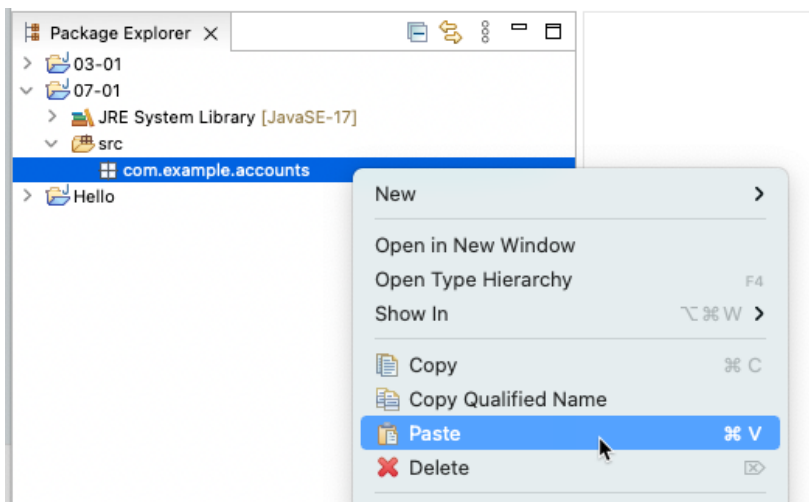 Package Explorer
03-01
07-01
JRE System Library [JavaSE-17]
src
com.example.accounts
Hello
New
Open in New Window
Open Type Hierarchy F4
Show In ⌥⌘W
Copy ⌘ C
Copy Qualified Name
Paste ⌘ V
Delete ⌦